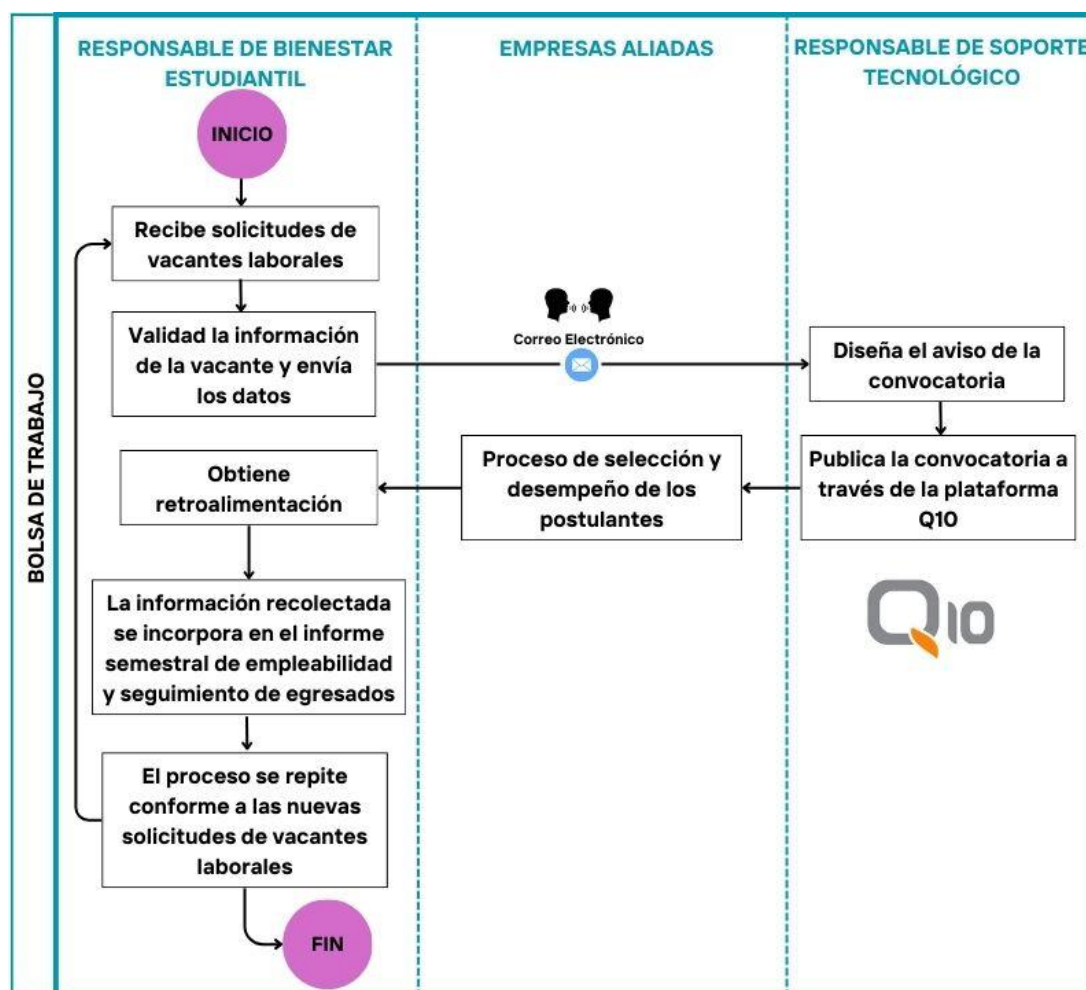 RESPONSABLE DE BIENESTAR
ESTUDIANTIL
EMPRESAS ALIADAS
RESPONSABLE DE SOPORTE
TECNOLÓGICO
BOLSA DE TRABAJO
INICIO
Recibe solicitudes de
vacantes laborales
Validad la información
de la vacante y envía
los datos
Correo Electrónico
Diseña el aviso de la
convocatoria
Publica la convocatoria a
través de la plataforma
Q10
Q10
Proceso de selección y
desempeño de los
postulantes
Obtiene
retroalimentación
La información recolectada
se incorpora en el informe
semestral de empleabilidad
y seguimiento de egresados
El proceso se repite
conforme a las nuevas
solicitudes de vacantes
laborales
FIN